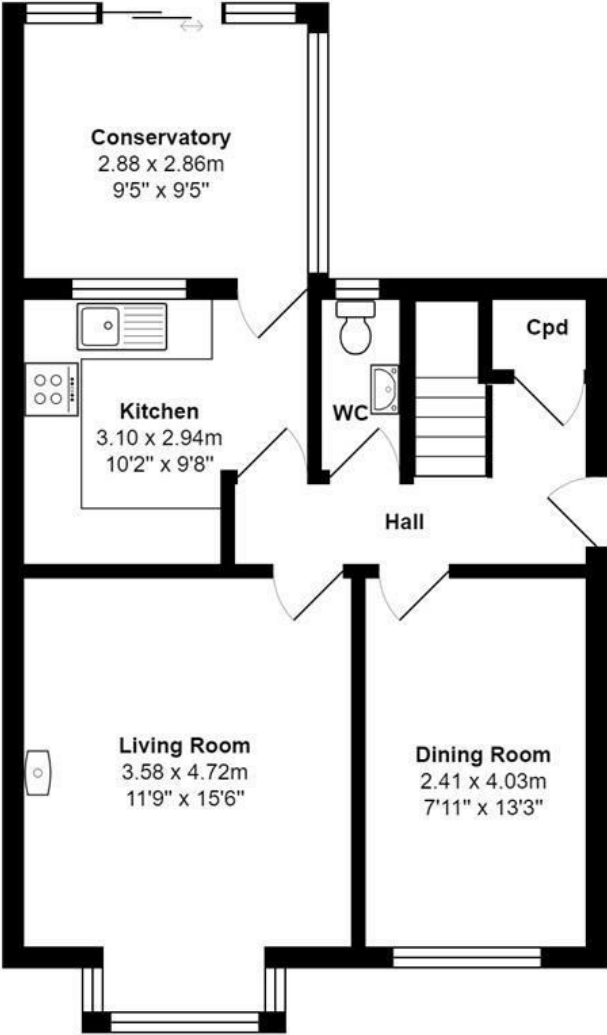 Conservatory
2.88 x 2.86m
9'5" x 9'5"
Cpd
Kitchen
3.10 x 2.94m
10'2" x 9'8"
WC
Hall
Living Room
3.58 x 4.72m
11'9" x 15'6"
Dining Room
2.41 x 4.03m
7'11" x 13'3"